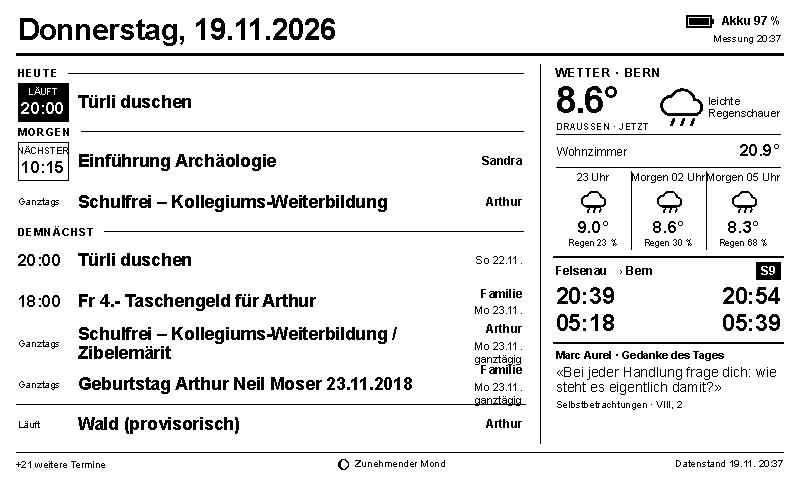 Donnerstag, 19.11.2026
Akku 97 %
Messung 20:37
HEUTE
LÄUFT
20:00
Türli duschen
MORGEN
NÄCHSTER
10:15
Einführung Archäologie
Sandra
Ganztags
Schulfrei – Kollegiums-Weiterbildung
Arthur
DEMNÄCHST
20:00
Türli duschen
So 22.11.
18:00
Fr 4.- Taschengeld für Arthur
Familie
Mo 23.11.
Ganztags
Schulfrei – Kollegiums-Weiterbildung /
Zibelemärit
Arthur
Mo 23.11.
ganztägig
Ganztags
Geburtstag Arthur Neil Moser 23.11.2018
Familie
Mo 23.11.
ganztägig
Läuft
Wald (provisorisch)
Arthur
WETTER · BERN
8.6°
leichte
Regenschauer
DRAUSSEN · JETZT
Wohnzimmer
20.9°
23 Uhr
Morgen 02 Uhr
Morgen 05 Uhr
9.0°
8.6°
8.3°
Regen 23 %
Regen 30 %
Regen 68 %
Felsenau › Bern
S9
20:39
20:54
05:18
05:39
Marc Aurel · Gedanke des Tages
«Bei jeder Handlung frage dich: wie
steht es eigentlich damit?»
Selbstbetrachtungen · VIII, 2
+21 weitere Termine
Zunehmender Mond
Datenstand 19.11. 20:37